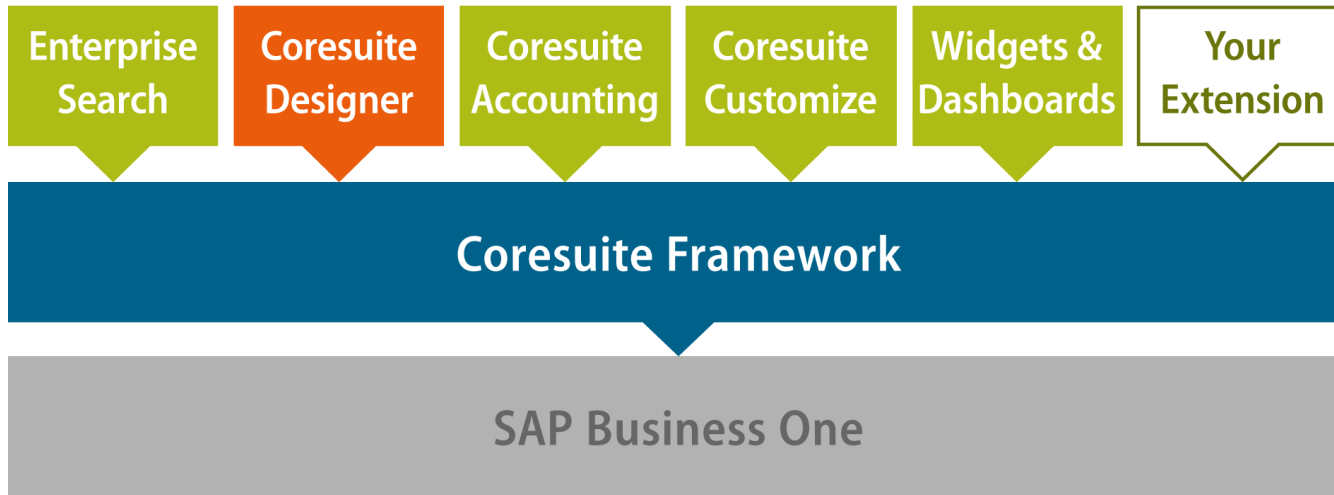 Enterprise
Search
Coresuite
Designer
Coresuite
Accounting
Coresuite
Customize
Widgets &
Dashboards
Your
Extension
Coresuite Framework
SAP Business One